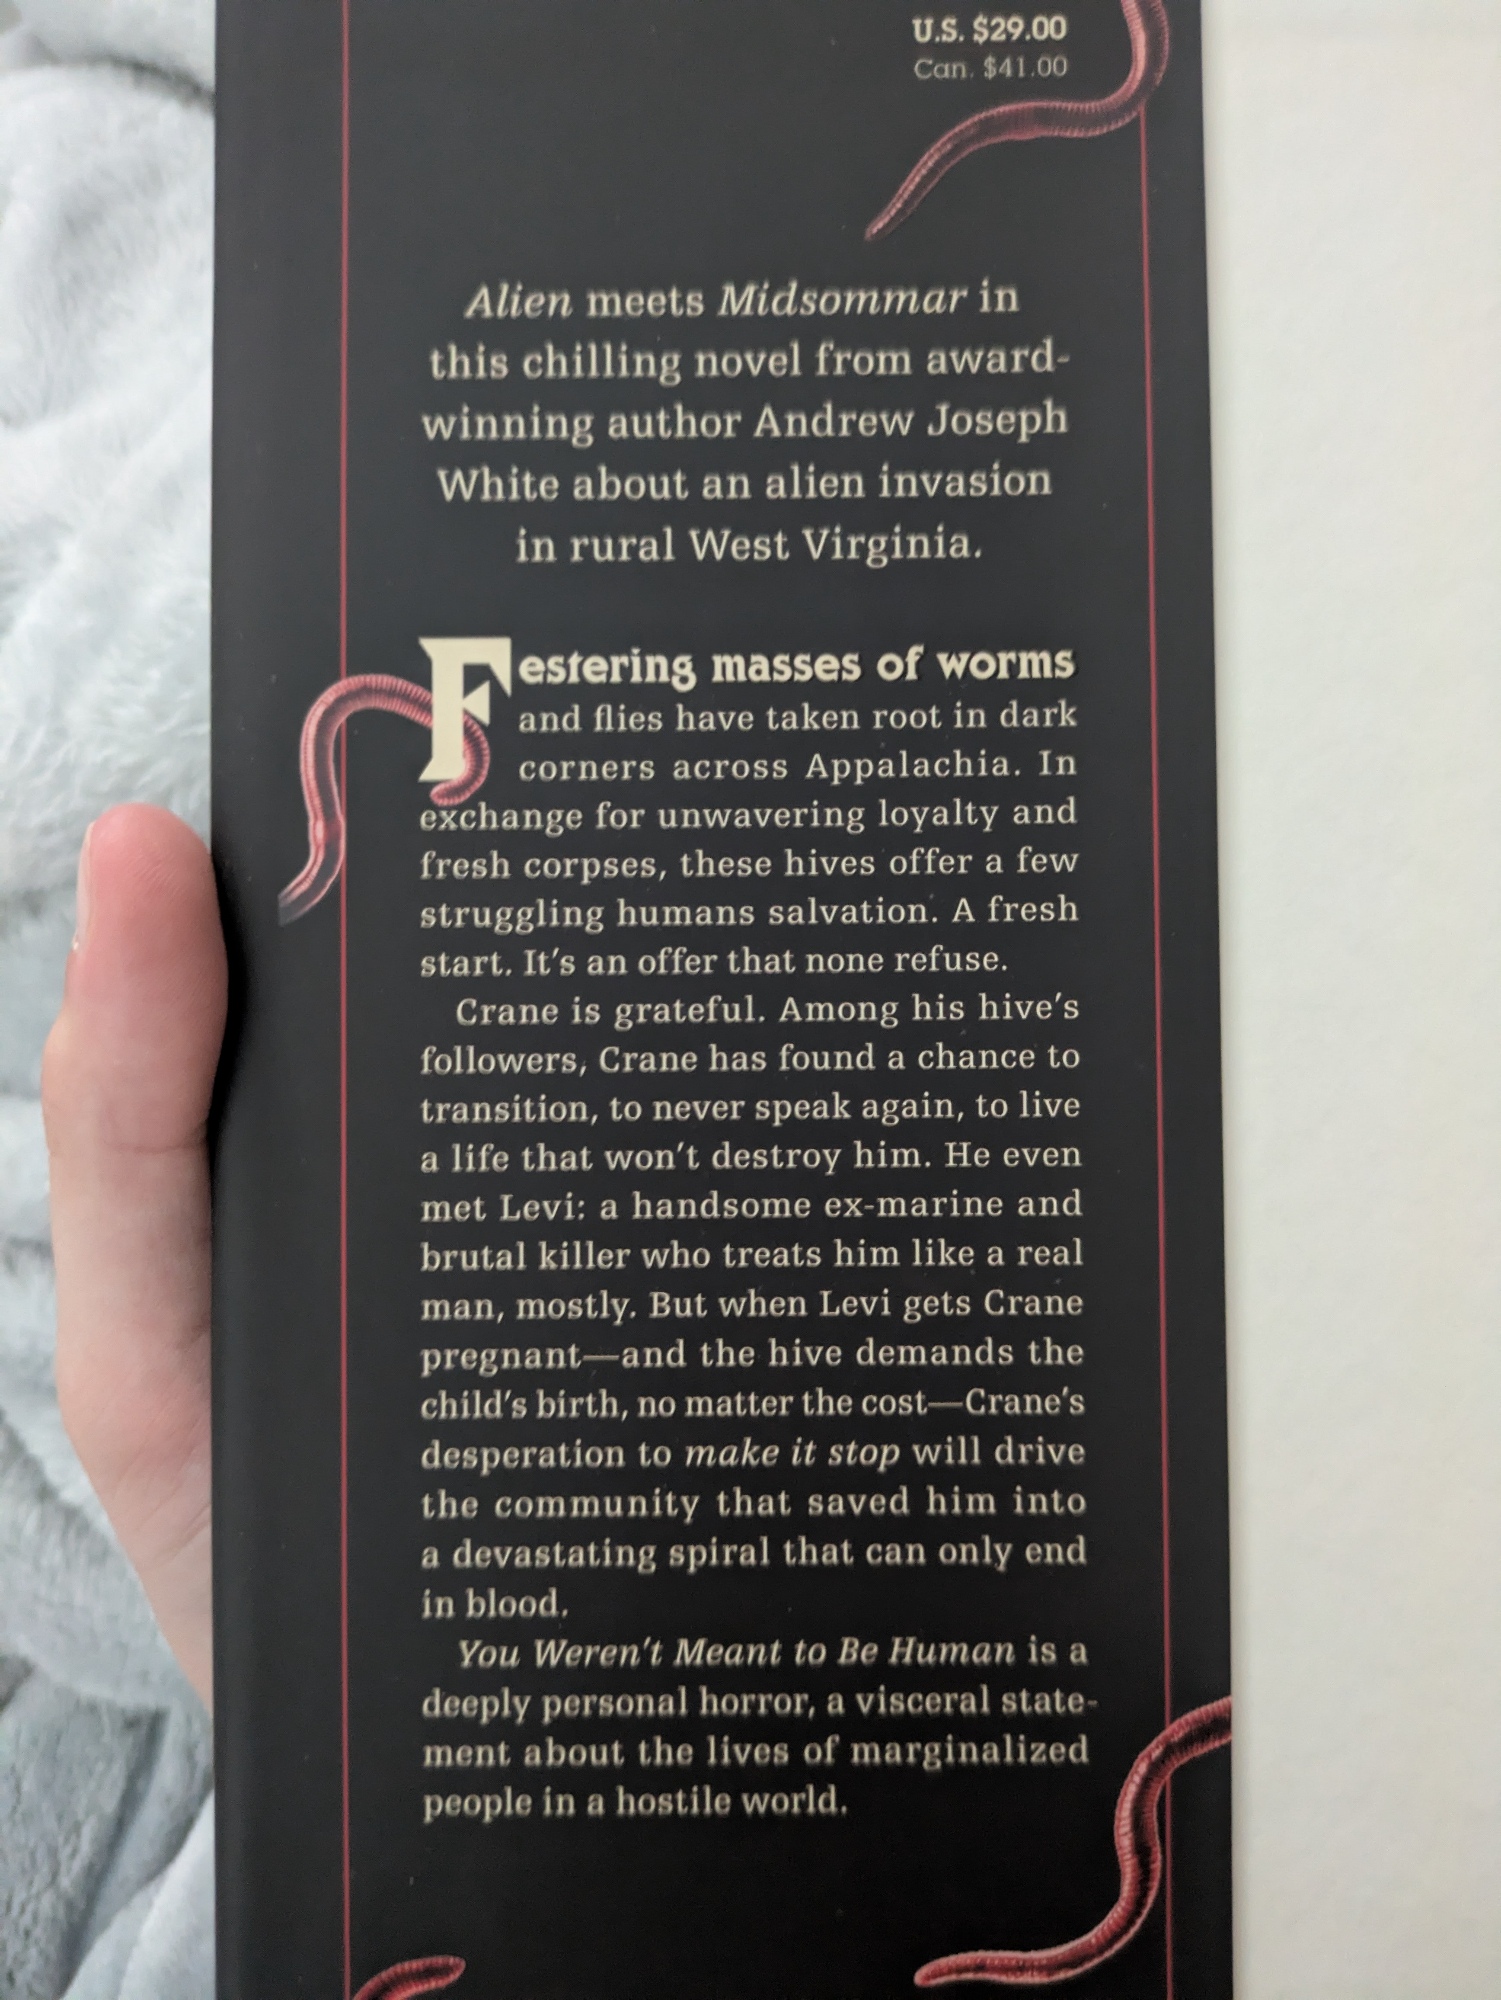 U.S. $29.00
Can. $41.00
Alien meets Midsommar in
this chilling novel from award-
winning author Andrew Joseph
White about an alien invasion
in rural West Virginia.
Festering masses of worms
and flies have taken root in dark
corners across Appalachia. In
exchange for unwavering loyalty and
fresh corpses, these hives offer a few
struggling humans salvation. A fresh
start. It's an offer that none refuse.
Crane is grateful. Among his hive's
followers, Crane has found a chance to
transition, to never speak again, to live
a life that won't destroy him. He even
met Levi: a handsome ex-marine and
brutal killer who treats him like a real
man, mostly. But when Levi gets Crane
pregnant—and the hive demands the
child's birth, no matter the cost—Crane's
desperation to make it stop will drive
the community that saved him into
a devastating spiral that can only end
in blood.
You Weren't Meant to Be Human is a
deeply personal horror, a visceral state-
ment about the lives of marginalized
people in a hostile world.